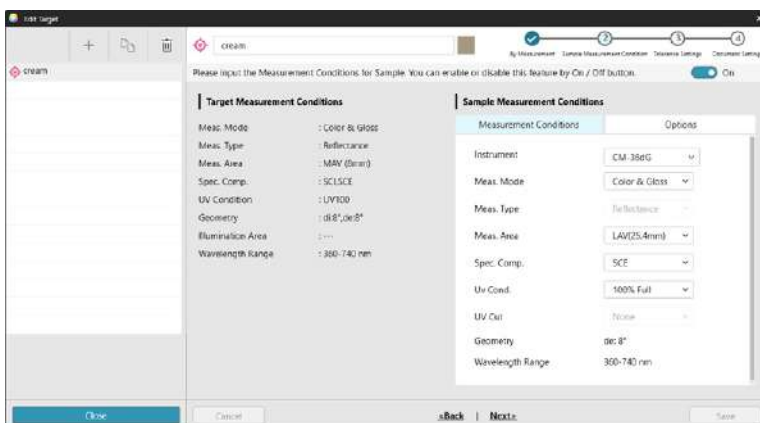 Edit Target
cream
By Measurement
2
Sample Measurement Condition
3
Tolerance Settings
4
Document Setting
cream
Please input the Measurement Conditions for Sample. You can enable or disable this feature by On / Off button.
On
Target Measurement Conditions
Meas. Mode : Color & Gloss
Meas. Type : Reflectance
Meas. Area : MAV (8mm)
Spec. Comp. : SCI,SCE
UV Condition : UV100
Geometry : di:8°,de:8°
Illumination Area : ---
Wavelength Range : 360-740 nm
Sample Measurement Conditions
Measurement Conditions
Options
Instrument CM-36dG
Meas. Mode Color & Gloss
Meas. Type Reflectance
Meas. Area LAV(25.4mm)
Spec. Comp. SCE
Uv Cond. 100% Full
UV Cut None
Geometry de: 8°
Wavelength Range 360-740 nm
Close
Cancel
«Back | Next»
Save